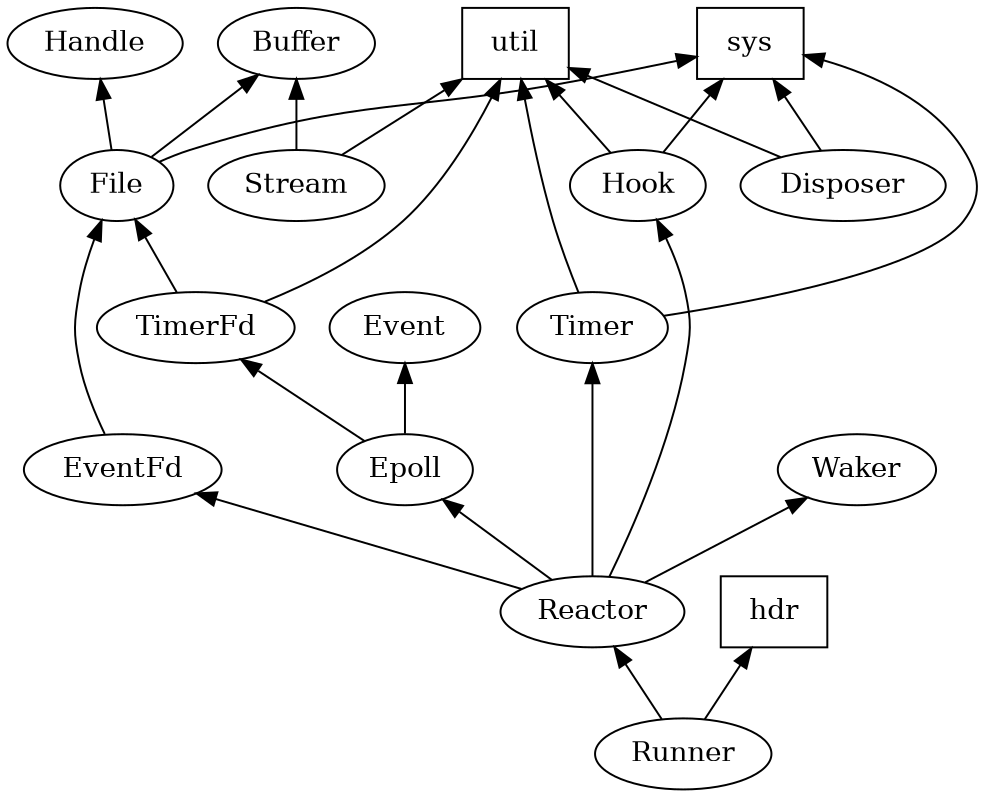 Handle
Buffer
util
sys
File
Stream
Hook
Disposer
TimerFd
Event
Timer
EventFd
Epoll
Waker
Reactor
hdr
Runner